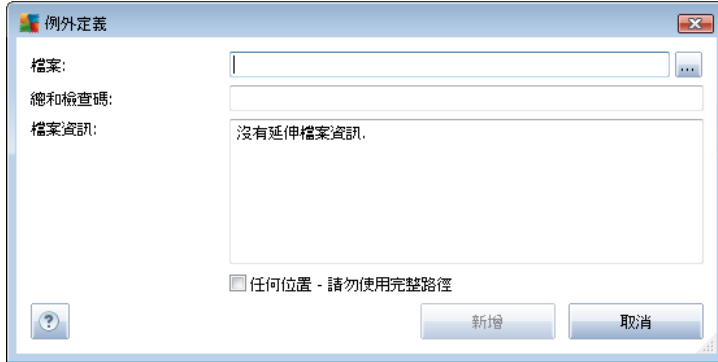 例外定義
檔案:
...
總和檢查碼:
檔案資訊:
沒有延伸檔案資訊.
任何位置 - 請勿使用完整路徑
?
新增
取消